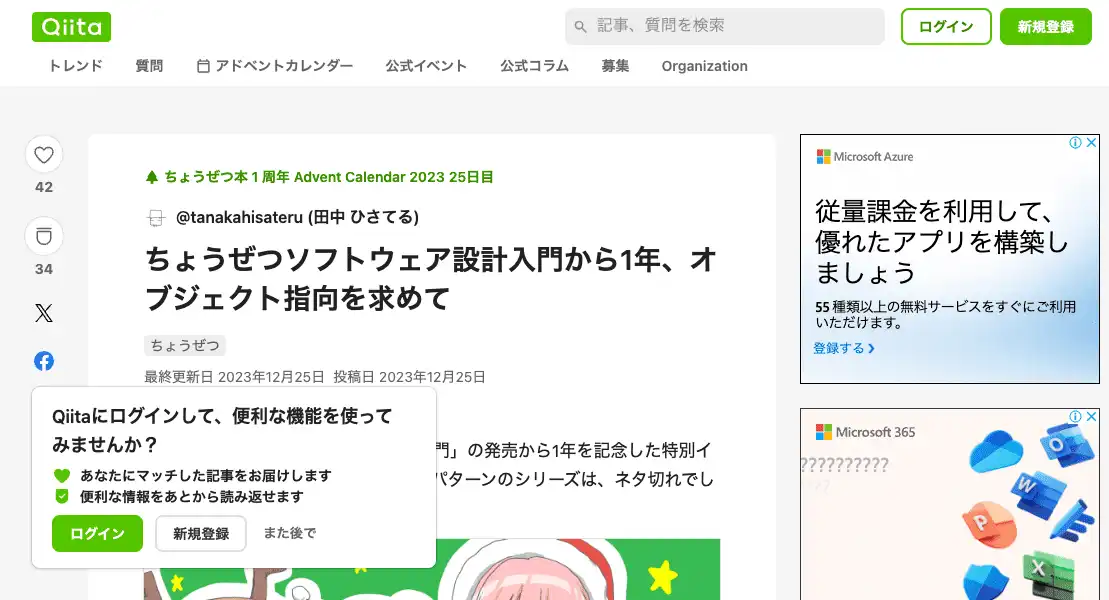 Qiita
記事、質問を検索
ログイン
新規登録
トレンド
質問
アドベントカレンダー
公式イベント
公式コラム
募集
Organization
42
34
ちょうぜつ本 1 周年 Advent Calendar 2023 25日目
@tanakahisateru (田中 ひさてる)
ちょうぜつソフトウェア設計入門から1年、オ
ブジェクト指向を求めて
ちょうぜつ
最終更新日 2023年12月25日 投稿日 2023年12月25日
門」の発売から1年を記念した特別イ
パターンのシリーズは、ネタ切れでし
Qiitaにログインして、便利な機能を使って
みませんか？
あなたにマッチした記事をお届けします
便利な情報をあとから読み返せます
ログイン
新規登録
また後で
Microsoft Azure
従量課金を利用して、
優れたアプリを構築し
ましょう
55 種類以上の無料サービスをすぐにご利用
いただけます。
登録する
Microsoft 365
??????????